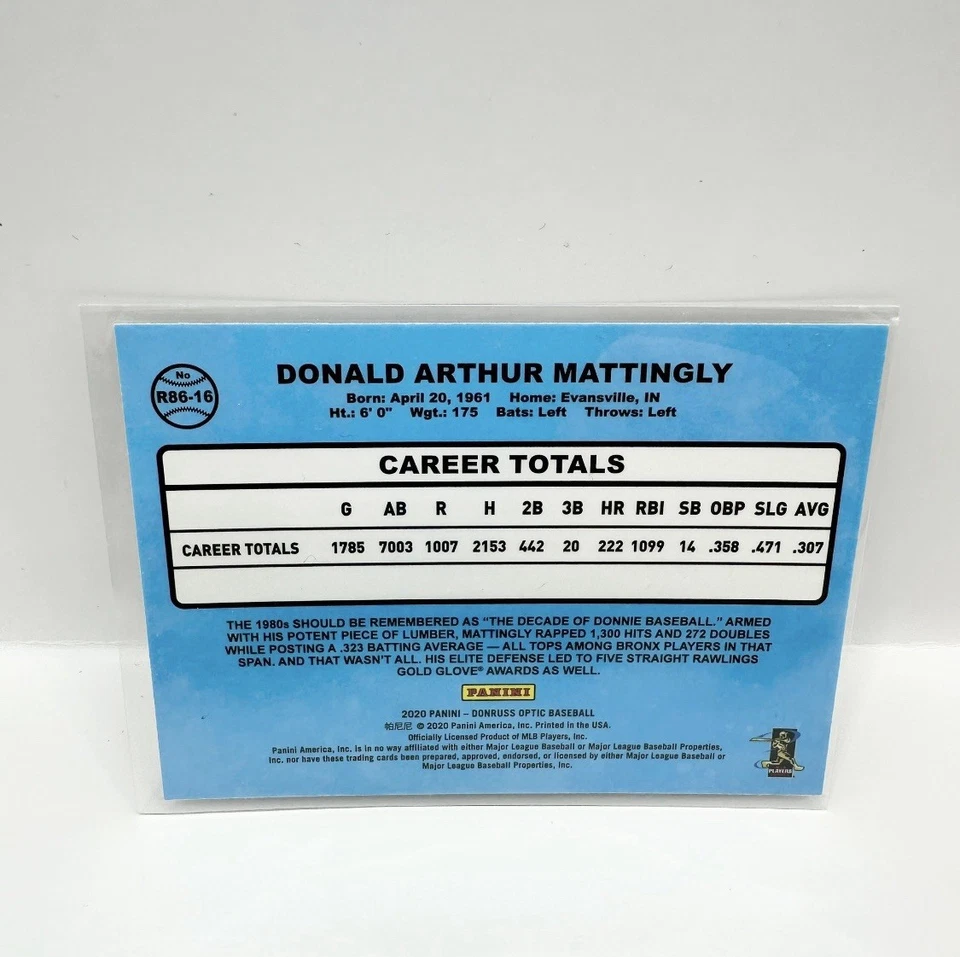 No
R86-16
DONALD ARTHUR MATTINGLY
Born: April 20, 1961 Home: Evansville, IN
Ht.: 6' 0" Wgt.: 175 Bats: Left Throws: Left
CAREER TOTALS
G AB R H 2B 3B HR RBI SB OBP SLG AVG
CAREER TOTALS 1785 7003 1007 2153 442 20 222 1099 14 .358 .471 .307
THE 1980s SHOULD BE REMEMBERED AS "THE DECADE OF DONNIE BASEBALL." ARMED
WITH HIS POTENT PIECE OF LUMBER, MATTINGLY RAPPED 1,300 HITS AND 272 DOUBLES
WHILE POSTING A .323 BATTING AVERAGE — ALL TOPS AMONG BRONX PLAYERS IN THAT
SPAN. AND THAT WASN'T ALL. HIS ELITE DEFENSE LED TO FIVE STRAIGHT RAWLINGS
GOLD GLOVE® AWARDS AS WELL.
PANINI
2020 PANINI – DONRUSS OPTIC BASEBALL
帕尼尼 © 2020 Panini America, Inc. Printed in the USA.
Officially Licensed Product of MLB Players, Inc.
Panini America, Inc. is in no way affiliated with either Major League Baseball or Major League Baseball Properties,
Inc. nor have these trading cards been prepared, approved, endorsed, or licensed by either Major League Baseball or
Major League Baseball Properties, Inc.
PLAYERS